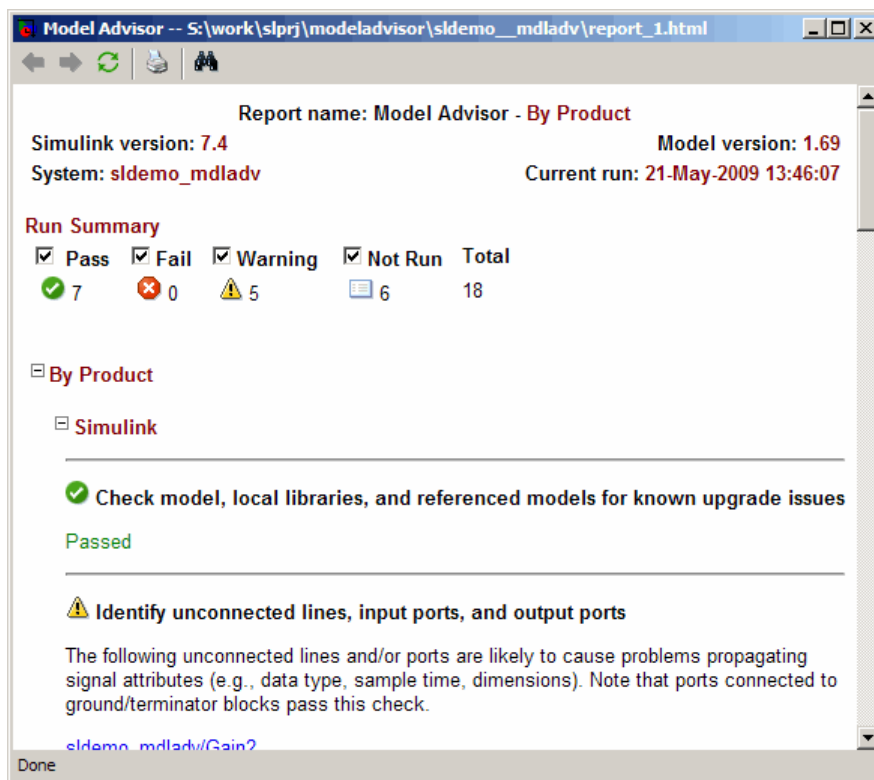 Model Advisor -- S:\work\slprj\modeladvisor\sldemo__mdladv\report_1.html
Report name: Model Advisor - By Product
Simulink version: 7.4 Model version: 1.69
System: sldemo_mdladv Current run: 21-May-2009 13:46:07
Run Summary
Pass Fail Warning Not Run Total
7 0 5 6 18
By Product
Simulink
Check model, local libraries, and referenced models for known upgrade issues
Passed
Identify unconnected lines, input ports, and output ports
The following unconnected lines and/or ports are likely to cause problems propagating
signal attributes (e.g., data type, sample time, dimensions). Note that ports connected to
ground/terminator blocks pass this check.
sldemo_mdladv/Gain2
Done